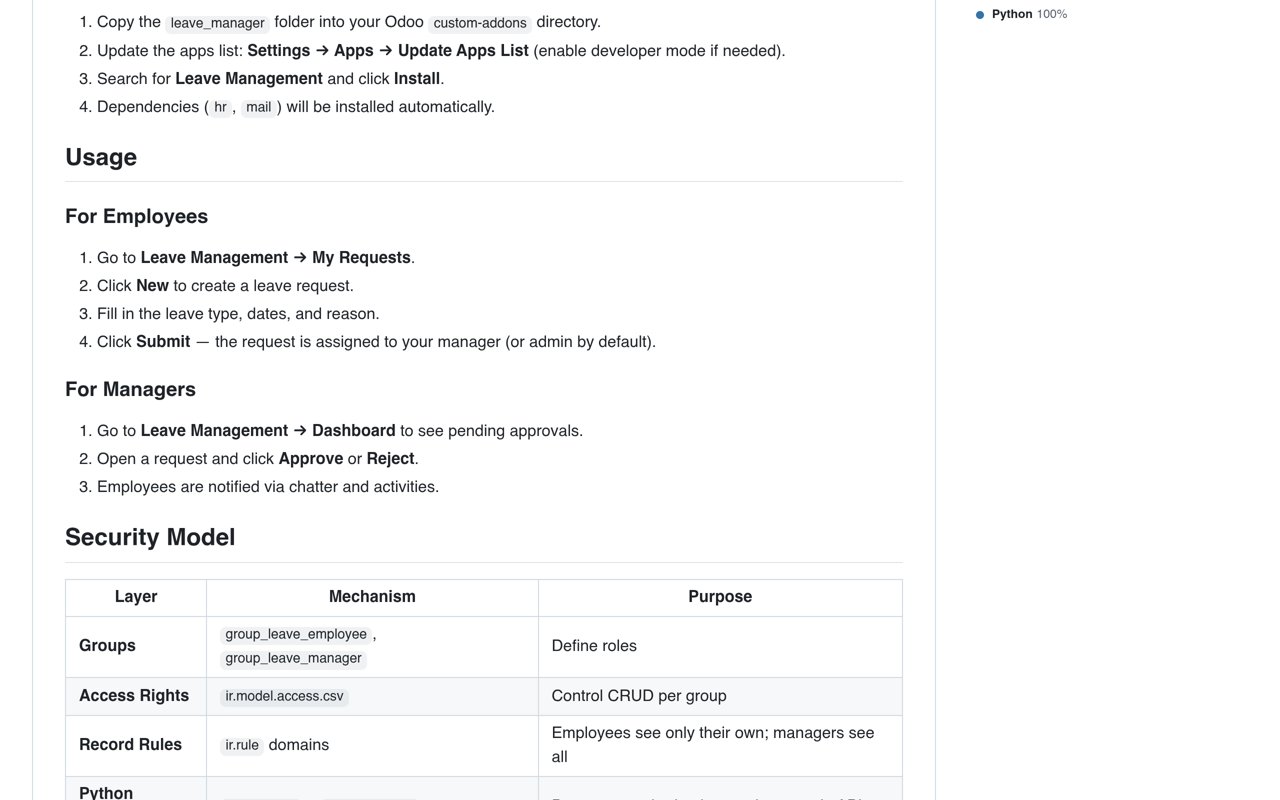 1. Copy the leave_manager folder into your Odoo custom-addons directory.
2. Update the apps list: Settings → Apps → Update Apps List (enable developer mode if needed).
3. Search for Leave Management and click Install.
4. Dependencies ( hr , mail ) will be installed automatically.
Usage
For Employees
1. Go to Leave Management → My Requests.
2. Click New to create a leave request.
3. Fill in the leave type, dates, and reason.
4. Click Submit — the request is assigned to your manager (or admin by default).
For Managers
1. Go to Leave Management → Dashboard to see pending approvals.
2. Open a request and click Approve or Reject.
3. Employees are notified via chatter and activities.
Security Model
Layer Mechanism Purpose
Groups group_leave_employee , group_leave_manager Define roles
Access Rights ir.model.access.csv Control CRUD per group
Record Rules ir.rule domains Employees see only their own; managers see all
Python
Python 100%